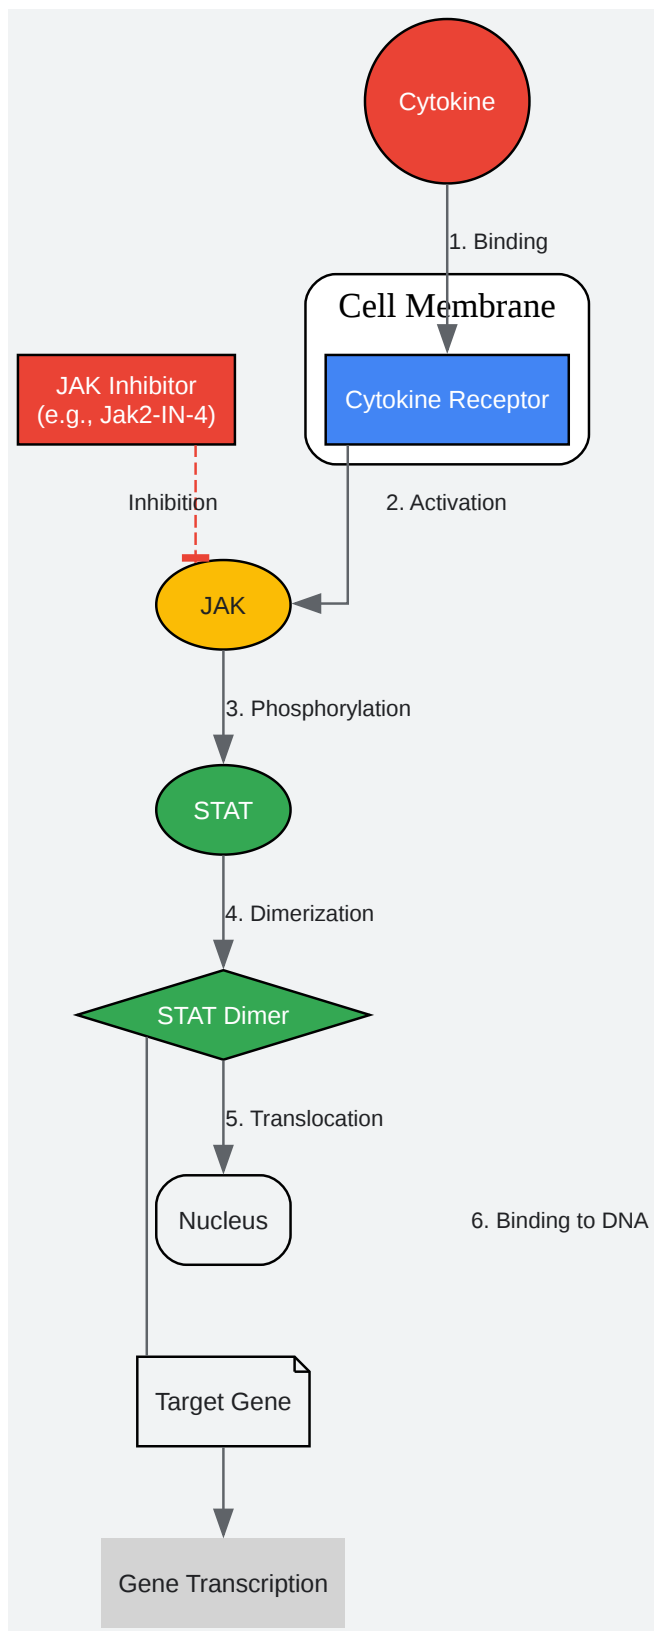 Cytokine
1. Binding
Cell Membrane
JAK Inhibitor
(e.g., Jak2-IN-4)
Cytokine Receptor
Inhibition
2. Activation
JAK
3. Phosphorylation
STAT
4. Dimerization
STAT Dimer
5. Translocation
Nucleus
6. Binding to DNA
Target Gene
Gene Transcription